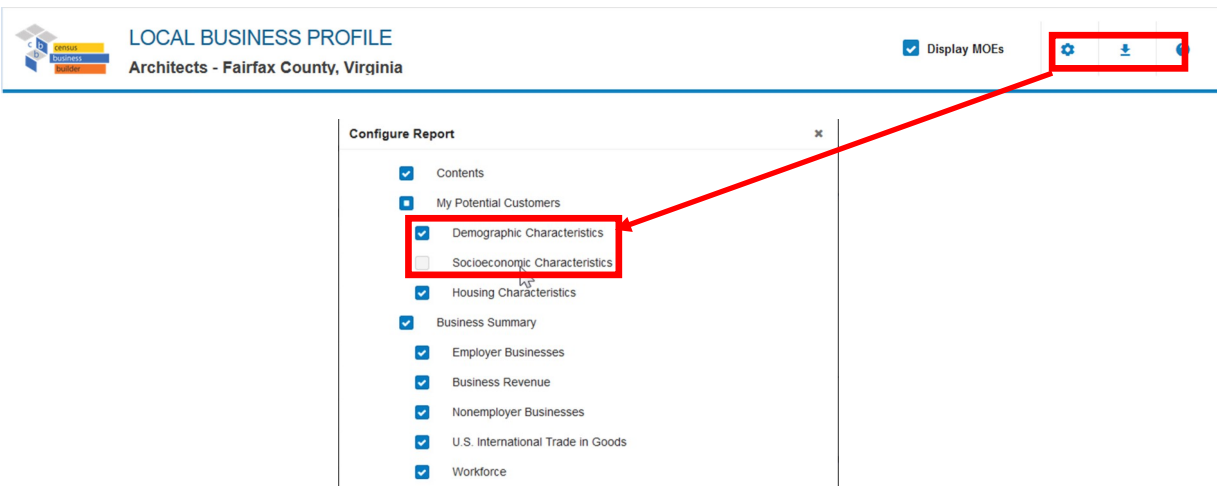 census
business
builder
c b b
LOCAL BUSINESS PROFILE
Architects - Fairfax County, Virginia
Display MOEs
Configure Report
Contents
My Potential Customers
Demographic Characteristics
Socioeconomic Characteristics
Housing Characteristics
Business Summary
Employer Businesses
Business Revenue
Nonemployer Businesses
U.S. International Trade in Goods
Workforce